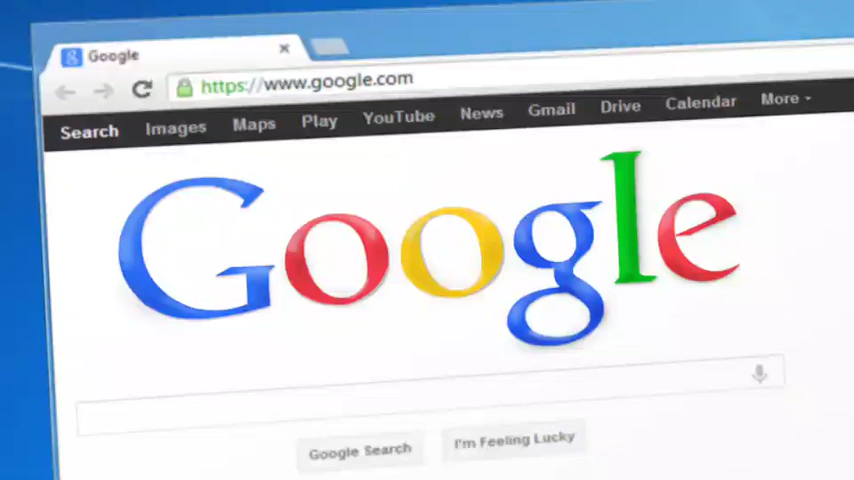 Google
https://www.google.com
Search Images Maps Play YouTube News Gmail Drive Calendar More
Google
Google Search I'm Feeling Lucky